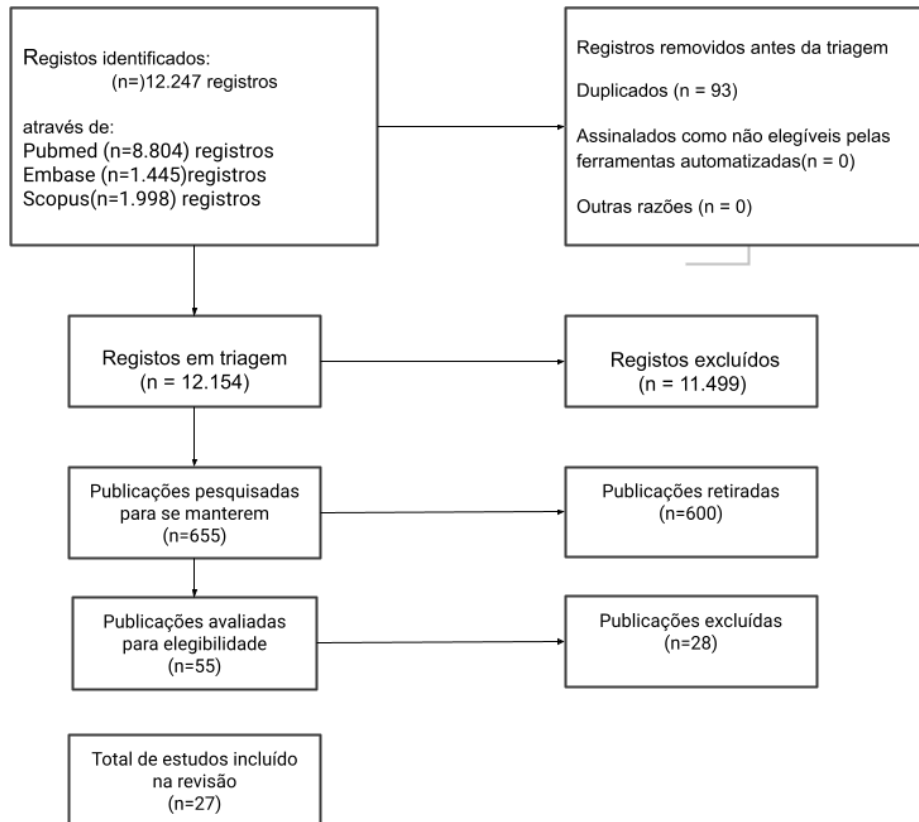 Registos identificados:
(n=)12.247 registros
através de:
Pubmed (n=8.804) registros
Embase (n=1.445)registros
Scopus(n=1.998) registros
Registros removidos antes da triagem
Duplicados (n = 93)
Assinalados como não elegíveis pelas
ferramentas automatizadas(n = 0)
Outras razões (n = 0)
Registos em triagem
(n = 12.154)
Registos excluídos
(n = 11.499)
Publicações pesquisadas
para se manterem
(n=655)
Publicações retiradas
(n=600)
Publicações avaliadas
para elegibilidade
(n=55)
Publicações excluídas
(n=28)
Total de estudos incluído
na revisão
(n=27)